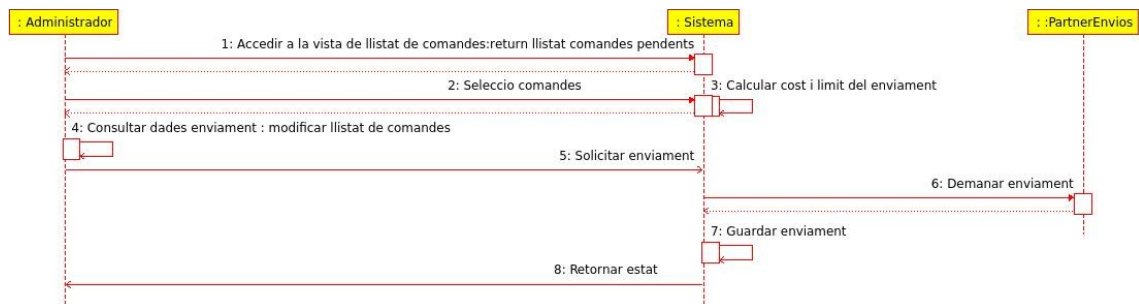 : Administrador
: Sistema
: :PartnerEnvios
1: Accedir a la vista de llistat de comandes:return llistat comandes pendents
2: Seleccio comandes
3: Calcular cost i limit del enviament
4: Consultar dades enviament : modificar llistat de comandes
5: Solicitar enviament
6: Demanar enviament
7: Guardar enviament
8: Retornar estat